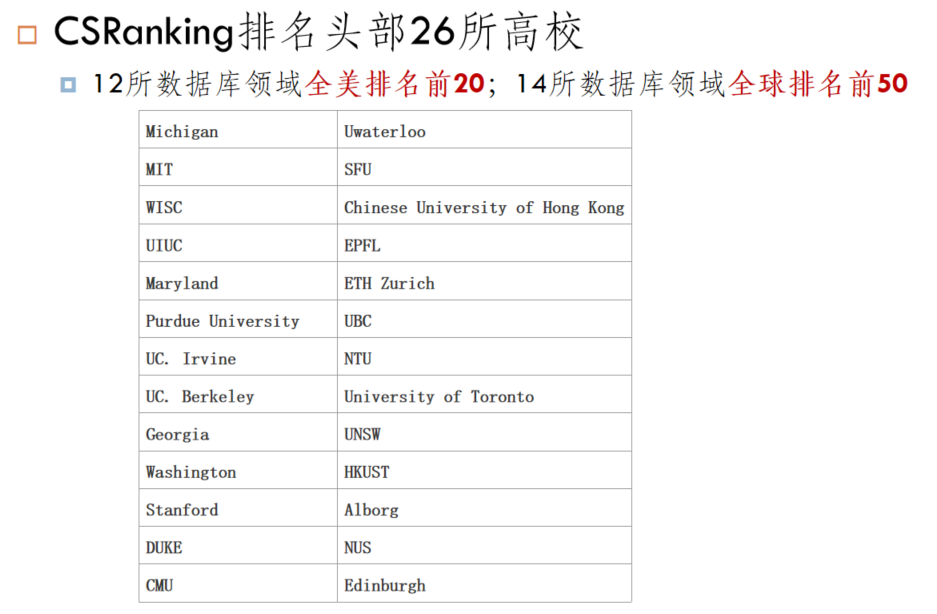 CSRanking排名头部26所高校
12所数据库领域全美排名前20；14所数据库领域全球排名前50
Michigan Uwaterloo
MIT SFU
WISC Chinese University of Hong Kong
UIUC EPFL
Maryland ETH Zurich
Purdue University UBC
UC. Irvine NTU
UC. Berkeley University of Toronto
Georgia UNSW
Washington HKUST
Stanford Alborg
DUKE NUS
CMU Edinburgh